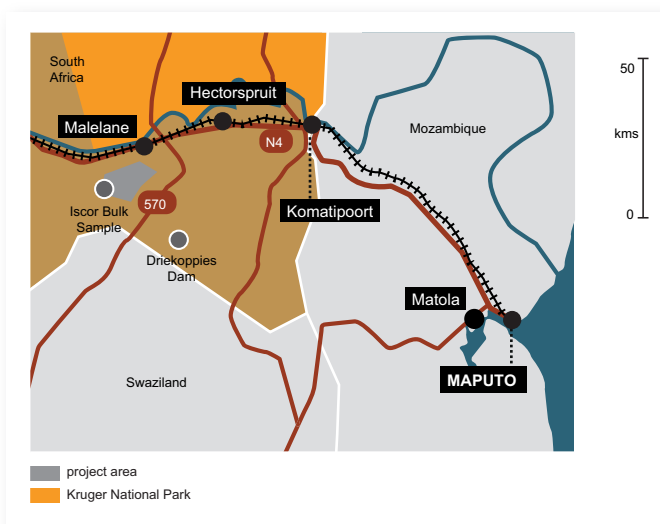 South
Africa
Hectorspruit
Malelane
Mozambique
N4
570
Iscor Bulk
Sample
Komatipoort
Driekoppies
Dam
Matola
MAPUTO
Swaziland
50
kms
0
project area
Kruger National Park